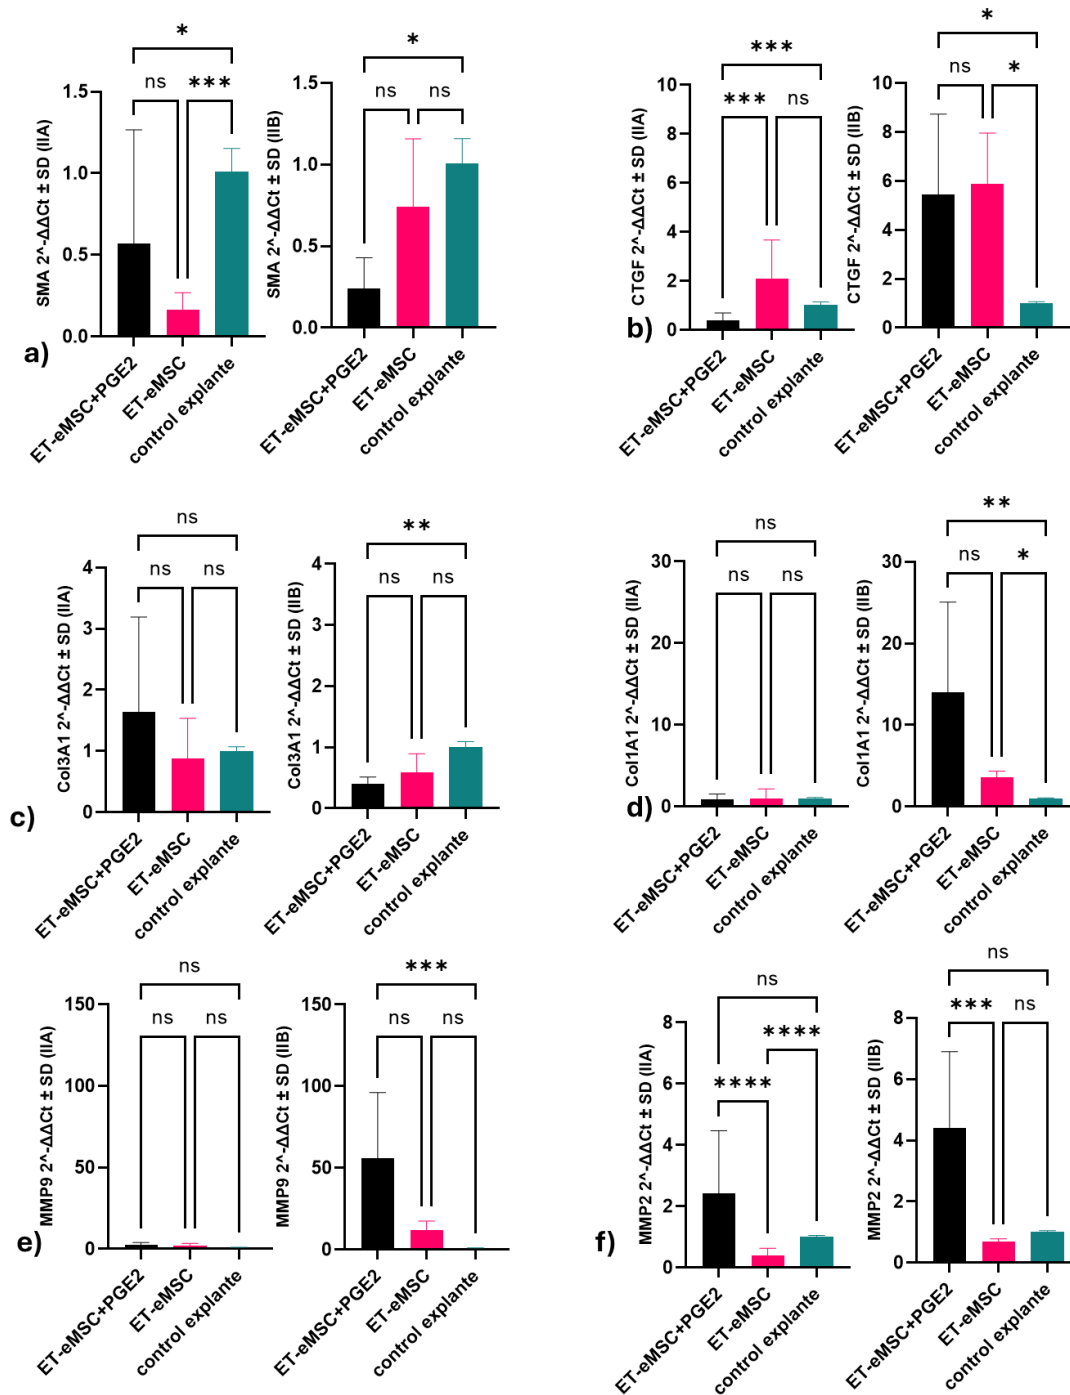 *
ns
***
SMA 2^-ΔΔCt ± SD (IIA)
1.5
1.0
0.5
0.0
ET-eMSC+PGE2
ET-eMSC
control explante
a)
*
ns
ns
SMA 2^-ΔΔCt ± SD (IIB)
1.5
1.0
0.5
0.0
ET-eMSC+PGE2
ET-eMSC
control explante
***
***
ns
CTGF 2^-ΔΔCt ± SD (IIA)
10
8
6
4
2
0
ET-eMSC+PGE2
ET-eMSC
control explante
b)
*
ns
*
CTGF 2^-ΔΔCt ± SD (IIB)
10
8
6
4
2
0
ET-eMSC+PGE2
ET-eMSC
control explante
ns
ns
ns
Col3A1 2^-ΔΔCt ± SD (IIA)
4
3
2
1
0
ET-eMSC+PGE2
ET-eMSC
control explante
c)
**
ns
ns
Col3A1 2^-ΔΔCt ± SD (IIB)
4
3
2
1
0
ET-eMSC+PGE2
ET-eMSC
control explante
ns
ns
ns
Col1A1 2^-ΔΔCt ± SD (IIA)
30
20
10
0
ET-eMSC+PGE2
ET-eMSC
control explante
d)
**
ns
*
Col1A1 2^-ΔΔCt ± SD (IIB)
30
20
10
0
ET-eMSC+PGE2
ET-eMSC
control explante
ns
ns
ns
MMP9 2^-ΔΔCt ± SD (IIA)
150
100
50
0
ET-eMSC+PGE2
ET-eMSC
control explante
e)
***
ns
ns
MMP9 2^-ΔΔCt ± SD (IIB)
150
100
50
0
ET-eMSC+PGE2
ET-eMSC
control explante
ns
****
****
MMP2 2^-ΔΔCt ± SD (IIA)
8
6
4
2
0
ET-eMSC+PGE2
ET-eMSC
control explante
f)
ns
***
ns
MMP2 2^-ΔΔCt ± SD (IIB)
8
6
4
2
0
ET-eMSC+PGE2
ET-eMSC
control explante